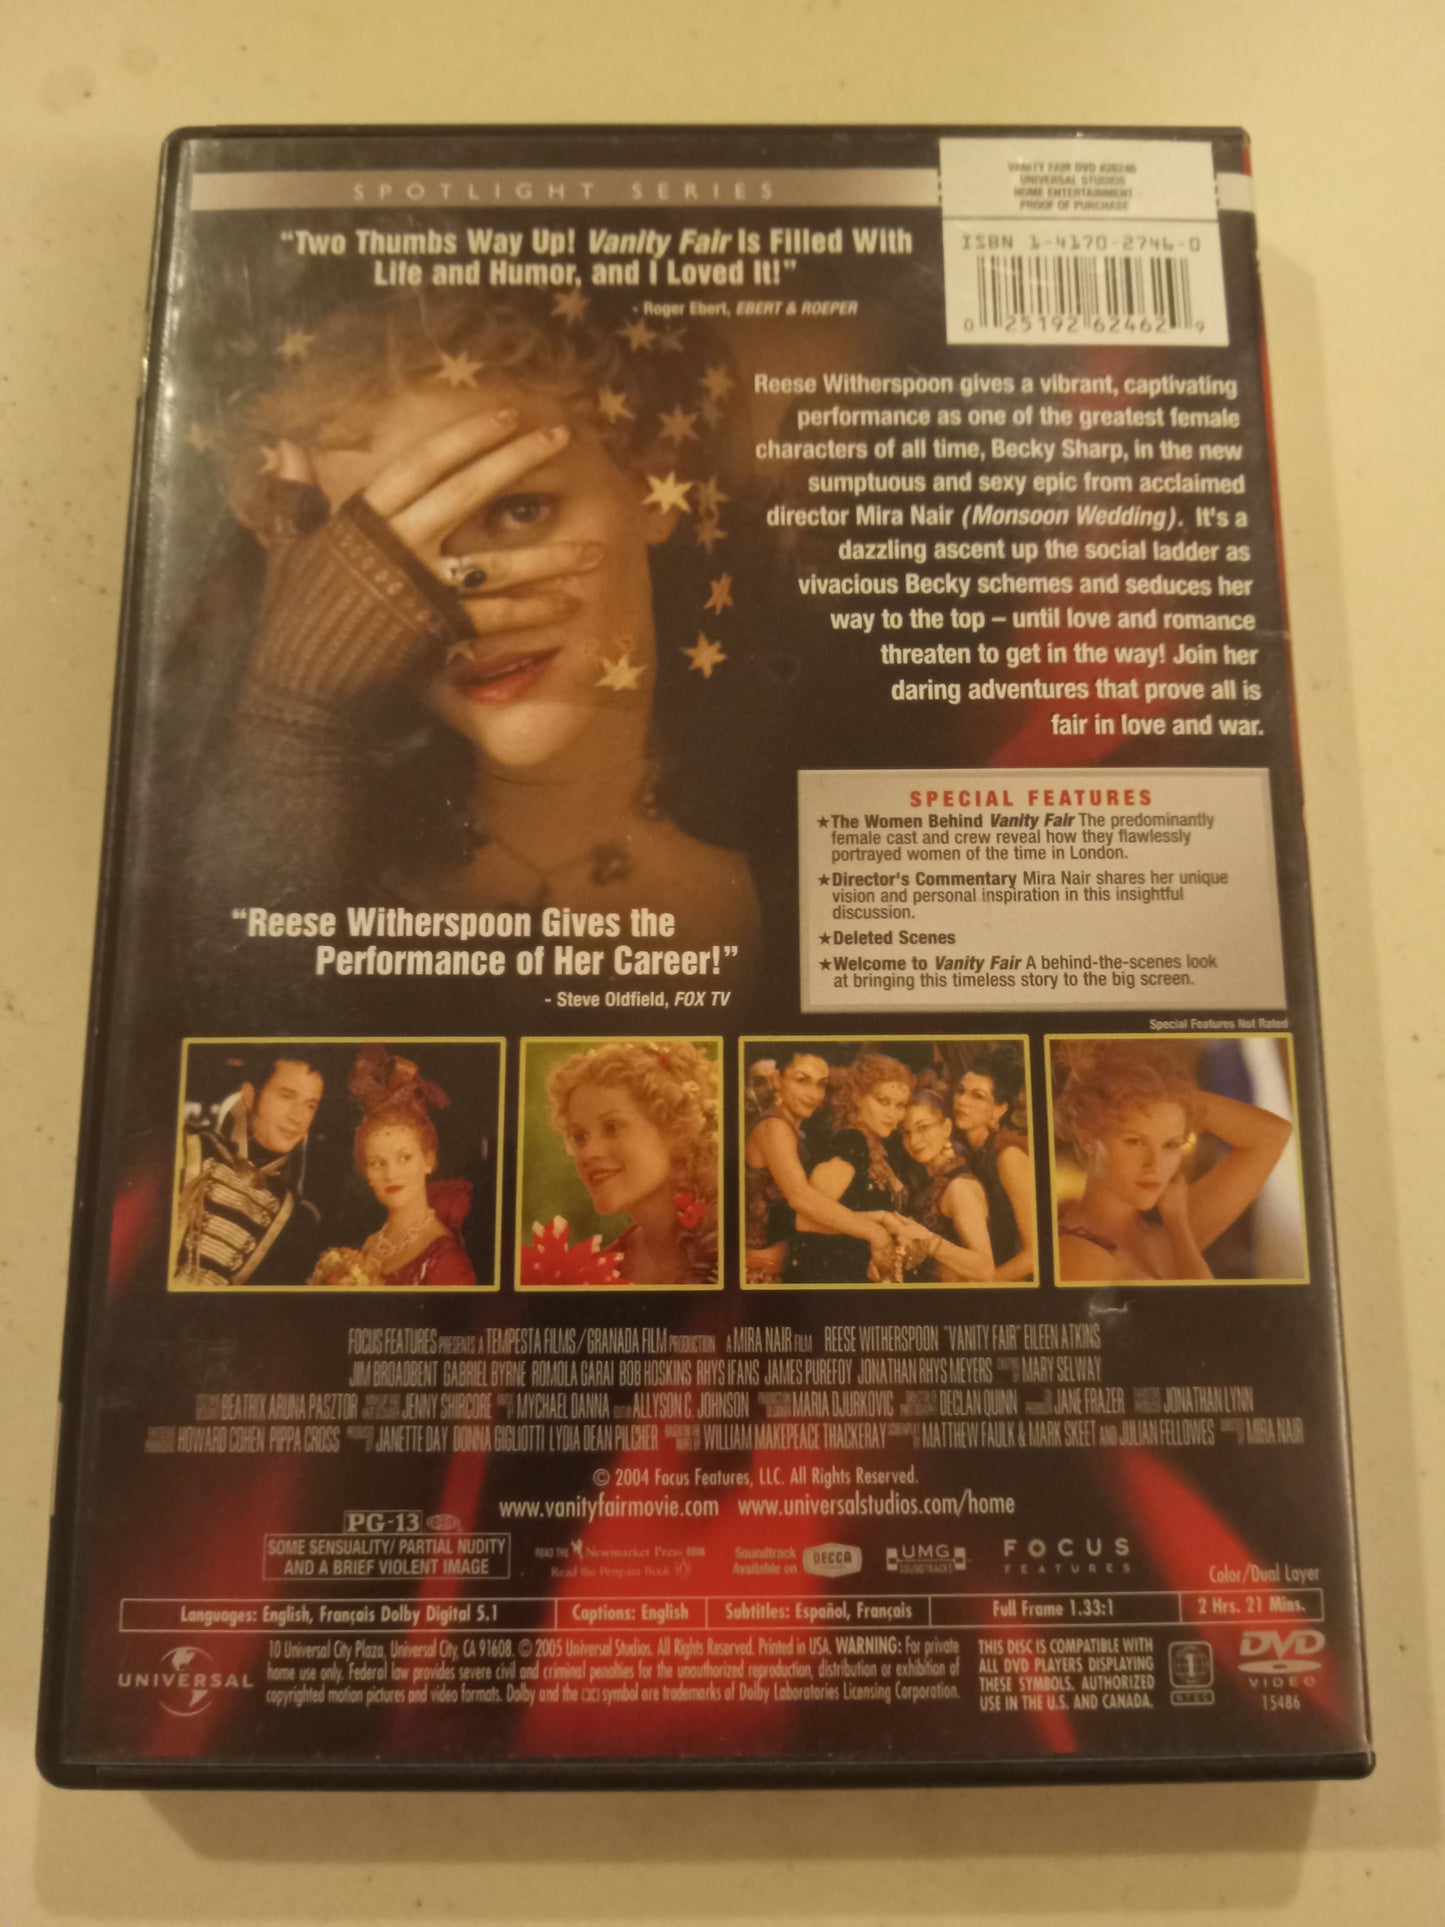 SPOTLIGHT SERIES
VANITY FAIR DVD #26246
UNIVERSAL STUDIOS
HOME ENTERTAINMENT
PROOF OF PURCHASE
ISBN 1-4170-2746-0
0 25192 62462 9
“Two Thumbs Way Up! Vanity Fair Is Filled With
Life and Humor, and I Loved It!”
- Roger Ebert, EBERT & ROEPER
Reese Witherspoon gives a vibrant, captivating
performance as one of the greatest female
characters of all time, Becky Sharp, in the new
sumptuous and sexy epic from acclaimed
director Mira Nair (Monsoon Wedding). It's a
dazzling ascent up the social ladder as
vivacious Becky schemes and seduces her
way to the top – until love and romance
threaten to get in the way! Join her
daring adventures that prove all is
fair in love and war.
SPECIAL FEATURES
★The Women Behind Vanity Fair The predominantly
female cast and crew reveal how they flawlessly
portrayed women of the time in London.
★Director's Commentary Mira Nair shares her unique
vision and personal inspiration in this insightful
discussion.
★Deleted Scenes
★Welcome to Vanity Fair A behind-the-scenes look
at bringing this timeless story to the big screen.
Special Features Not Rated
“Reese Witherspoon Gives the
Performance of Her Career!”
- Steve Oldfield, FOX TV
FOCUS FEATURES PRESENTS A TEMPESTA FILMS/GRANADA FILM PRODUCTION A MIRA NAIR FILM REESE WITHERSPOON "VANITY FAIR" EILEEN ATKINS
JIM BROADBENT GABRIEL BYRNE ROMOLA GARAI BOB HOSKINS RHYS IFANS JAMES PUREFOY JONATHAN RHYS MEYERS CASTING BY MARY SELWAY
BEATRIX ARUNA PASZTOR JENNY SHIRCORE MYCHAEL DANNA ALLYSON C. JOHNSON MARIA DJURKOVIC DECLAN QUINN JANE FRAZER JONATHAN LYNN
HOWARD COHEN PIPPA CROSS JANETTE DAY DONNA GIGLIOTTI LYDIA DEAN PILCHER WILLIAM MAKEPEACE THACKERAY MATTHEW FAULK & MARK SKEET AND JULIAN FELLOWES MIRA NAIR
© 2004 Focus Features, LLC. All Rights Reserved.
www.vanityfairmovie.com www.universalstudios.com/home
PG-13
SOME SENSUALITY/PARTIAL NUDITY
AND A BRIEF VIOLENT IMAGE
READ THE Newmarket Press BOOK
Read the Penguin Book
Soundtrack
Available on
DECCA
UMG
SOUNDTRACKS
FOCUS
FEATURES
Color/Dual Layer
Languages: English, Français Dolby Digital 5.1
Captions: English
Subtitles: Español, Français
Full Frame 1.33:1
2 Hrs. 21 Mins.
UNIVERSAL
10 Universal City Plaza, Universal City, CA 91608. © 2005 Universal Studios. All Rights Reserved. Printed in USA. WARNING: For private
home use only. Federal law provides severe civil and criminal penalties for the unauthorized reproduction, distribution or exhibition of
copyrighted motion pictures and video formats. Dolby and the symbol are trademarks of Dolby Laboratories Licensing Corporation.
THIS DISC IS COMPATIBLE WITH
ALL DVD PLAYERS DISPLAYING
THESE SYMBOLS. AUTHORIZED
USE IN THE U.S. AND CANADA.
1
NTSC
DVD
VIDEO
15486